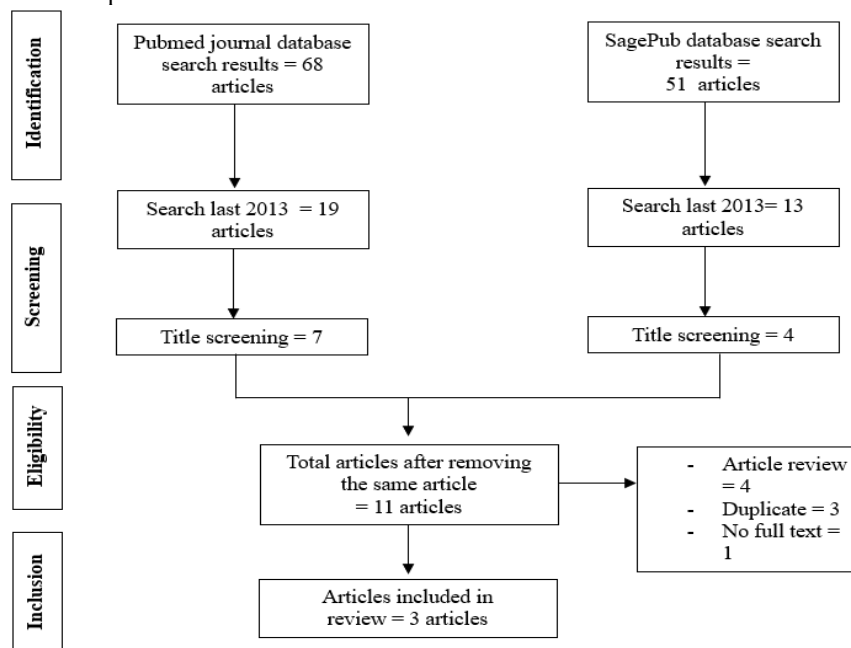 Identification
Pubmed journal database
search results = 68
articles
SagePub database search
results =
51 articles
Screening
Search last 2013 = 19
articles
Search last 2013= 13
articles
Title screening = 7
Title screening = 4
Eligibility
Total articles after removing
the same article
= 11 articles
- Article review
= 4
- Duplicate = 3
- No full text =
1
Inclusion
Articles included in
review = 3 articles